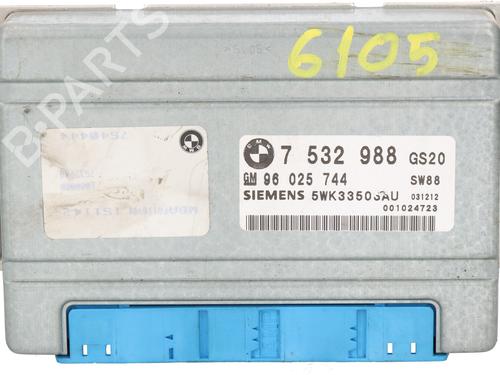 6105
B-PARTS
7 532 988 GS20
GM 96 025 744 SW88
SIEMENS 5WK33503AU 031212
001024723